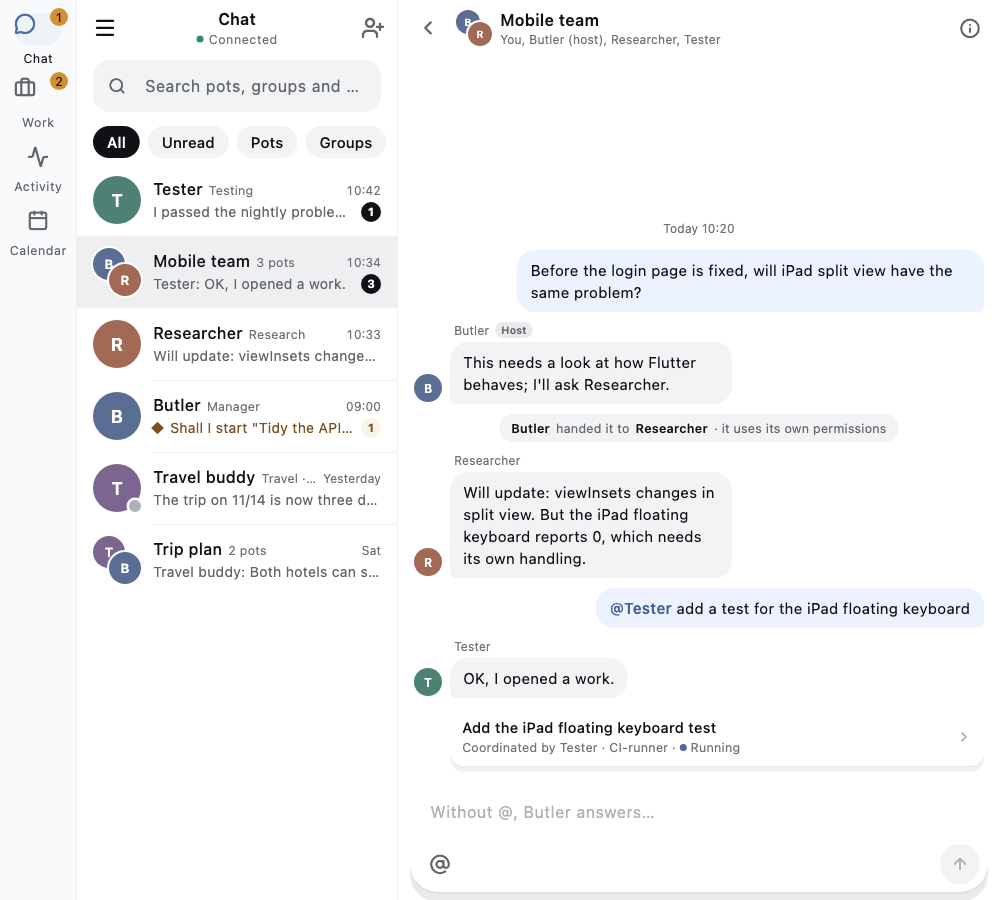 1
Chat
2
Work
Activity
Calendar
Chat
Connected
Search pots, groups and ...
All
Unread
Pots
Groups
T
Tester Testing 10:42
I passed the nightly proble... 1
B
R
Mobile team 3 pots 10:34
Tester: OK, I opened a work. 3
R
Researcher Research 10:33
Will update: viewInsets change...
B
Butler Manager 09:00
Shall I start "Tidy the API... 1
T
Travel buddy Travel ·... Yesterday
The trip on 11/14 is now three d...
T
B
Trip plan 2 pots Sat
Travel buddy: Both hotels can s...
B
R
Mobile team
You, Butler (host), Researcher, Tester
Today 10:20
Before the login page is fixed, will iPad split view have the
same problem?
Butler Host
This needs a look at how Flutter
behaves; I'll ask Researcher.
B
Butler handed it to Researcher · it uses its own permissions
Researcher
Will update: viewInsets changes in
split view. But the iPad floating
keyboard reports 0, which needs
its own handling.
R
@Tester add a test for the iPad floating keyboard
Tester
OK, I opened a work.
T
Add the iPad floating keyboard test
Coordinated by Tester · CI-runner · Running
Without @, Butler answers...
@